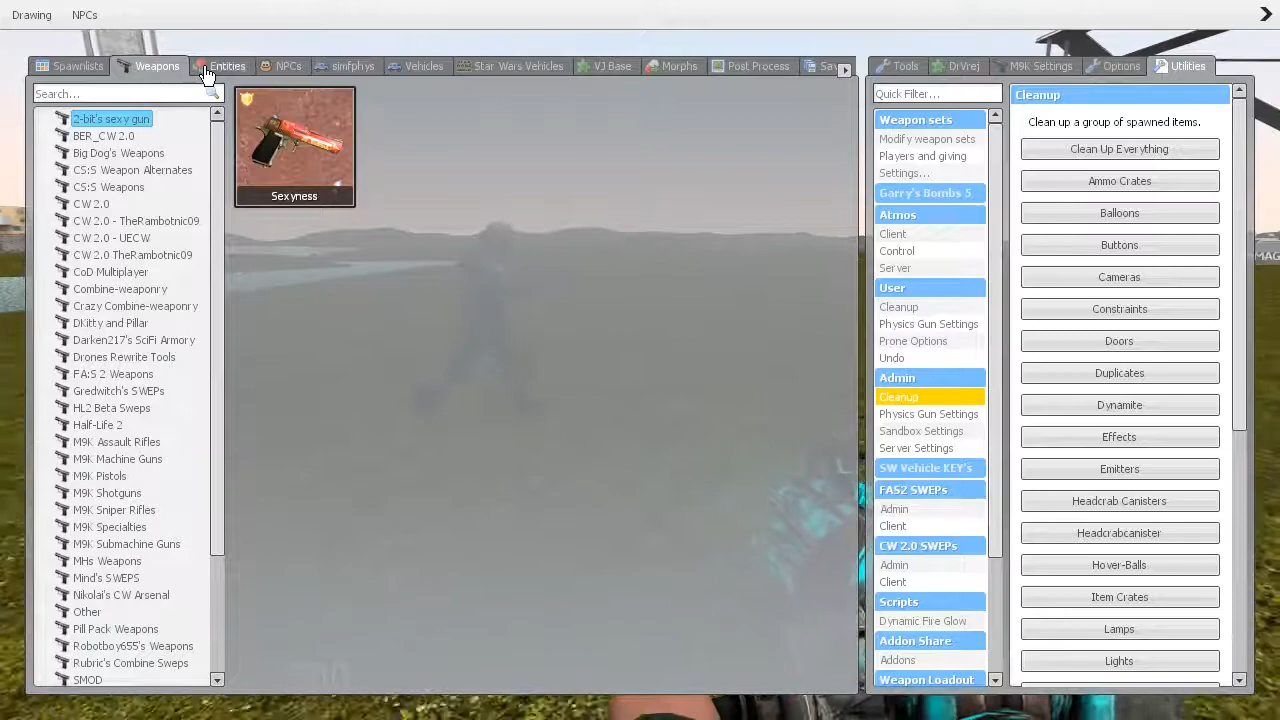 Drawing NPCs
Spawnlists Weapons Entities NPCs simfphys Vehicles Star Wars Vehicles VJ Base Morphs Post Process Sav
Tools DrVrej M9K Settings Options Utilities
Search...
2-bit's sexy gun
BER_CW 2.0
Big Dog's Weapons
CS:S Weapon Alternates
CS:S Weapons
CW 2.0
CW 2.0 - TheRambotnic09
CW 2.0 - UECW
CW 2.0 TheRambotnic09
CoD Multiplayer
Combine-weaponry
Crazy Combine-weaponry
DKitty and Pillar
Darken217's SciFi Armory
Drones Rewrite Tools
FA:S 2 Weapons
Gredwitch's SWEPs
HL2 Beta Sweps
Half-Life 2
M9K Assault Rifles
M9K Machine Guns
M9K Pistols
M9K Shotguns
M9K Sniper Rifles
M9K Specialties
M9K Submachine Guns
MHs Weapons
Mind's SWEPS
Nikolai's CW Arsenal
Other
Pill Pack Weapons
Robotboy655's Weapons
Rubric's Combine Sweps
SMOD
Sexyness
Quick Filter...
Weapon sets
Modify weapon sets
Players and giving
Settings...
Garry's Bombs 5
Atmos
Client
Control
Server
User
Cleanup
Physics Gun Settings
Prone Options
Undo
Admin
Cleanup
Physics Gun Settings
Sandbox Settings
Server Settings
SW Vehicle KEY's
FAS2 SWEPs
Admin
Client
CW 2.0 SWEPs
Admin
Client
Scripts
Dynamic Fire Glow
Addon Share
Addons
Weapon Loadout
Cleanup
Clean up a group of spawned items.
Clean Up Everything
Ammo Crates
Balloons
Buttons
Cameras
Constraints
Doors
Duplicates
Dynamite
Effects
Emitters
Headcrab Canisters
Headcrabcanister
Hover-Balls
Item Crates
Lamps
Lights
MAG